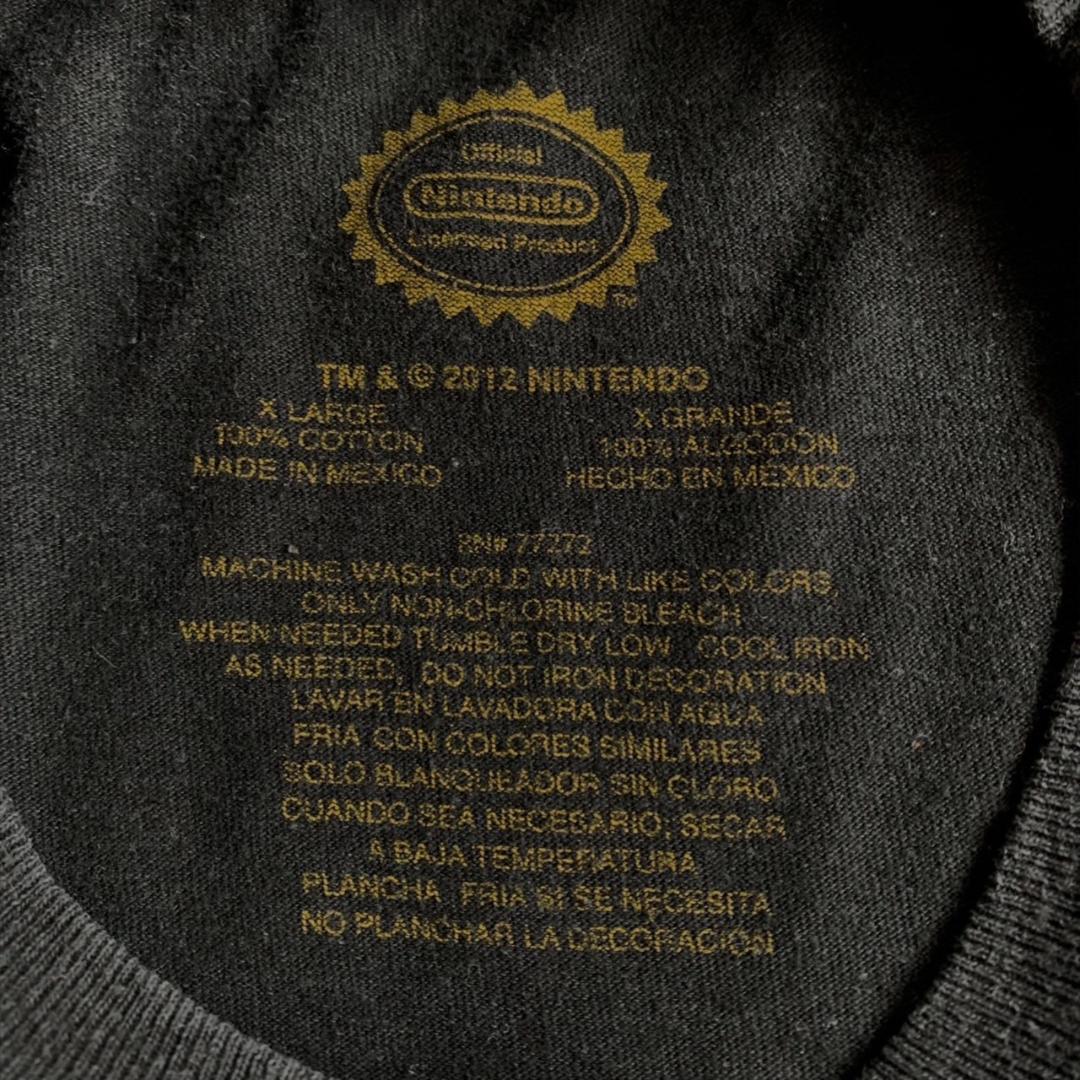 Official
Nintendo
Licensed Product
TM
TM & © 2012 NINTENDO
X LARGE
100% COTTON
MADE IN MEXICO
X GRANDE
100% ALGODÓN
HECHO EN MÉXICO
RN# 77272
MACHINE WASH COLD WITH LIKE COLORS,
ONLY NON-CHLORINE BLEACH
WHEN NEEDED TUMBLE DRY LOW COOL IRON
AS NEEDED, DO NOT IRON DECORATION
LAVAR EN LAVADORA CON AGUA
FRIA CON COLORES SIMILARES
SOLO BLANQUEADOR SIN CLORO
CUANDO SEA NECESARIO, SECAR
A BAJA TEMPERATURA
PLANCHA FRIA SI SE NECESITA
NO PLANCHAR LA DECORACIÓN